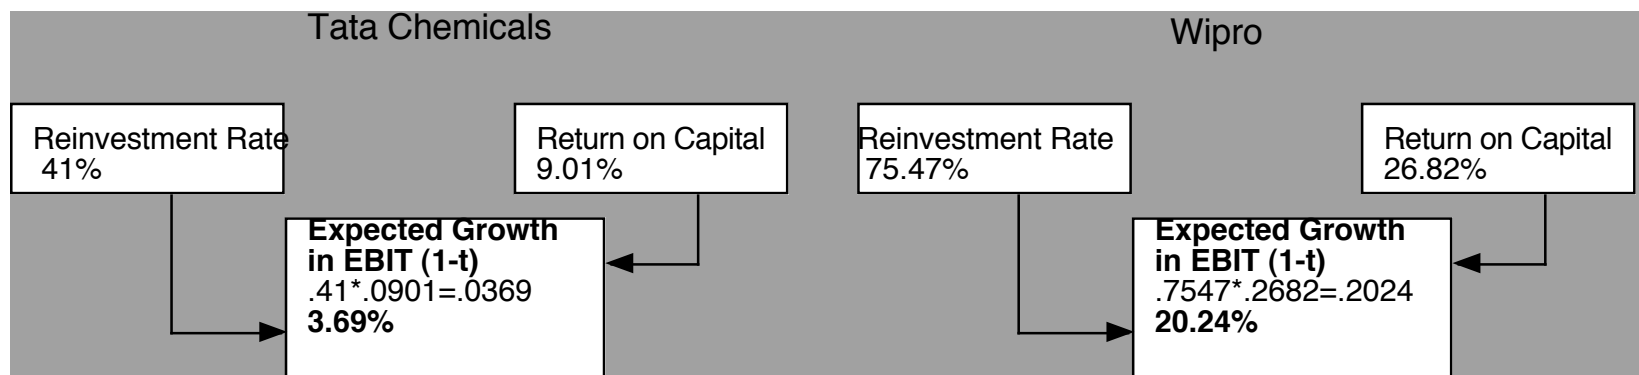 Tata Chemicals
Wipro
Reinvestment Rate
41%
Return on Capital
9.01%
Reinvestment Rate
75.47%
Return on Capital
26.82%
Expected Growth
in EBIT (1-t)
.41*.0901=.0369
3.69%
Expected Growth
in EBIT (1-t)
.7547*.2682=.2024
20.24%